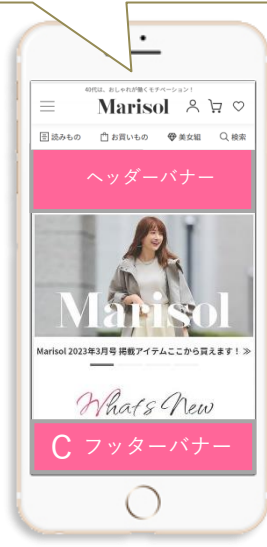 40代は、おしゃれが働くモチベーション！
Marisol
読みもの お買いもの 美女組 検索
ヘッダーバナー
Marisol
Marisol 2023年3月号 掲載アイテムここから買えます！≫
What's New
C フッターバナー